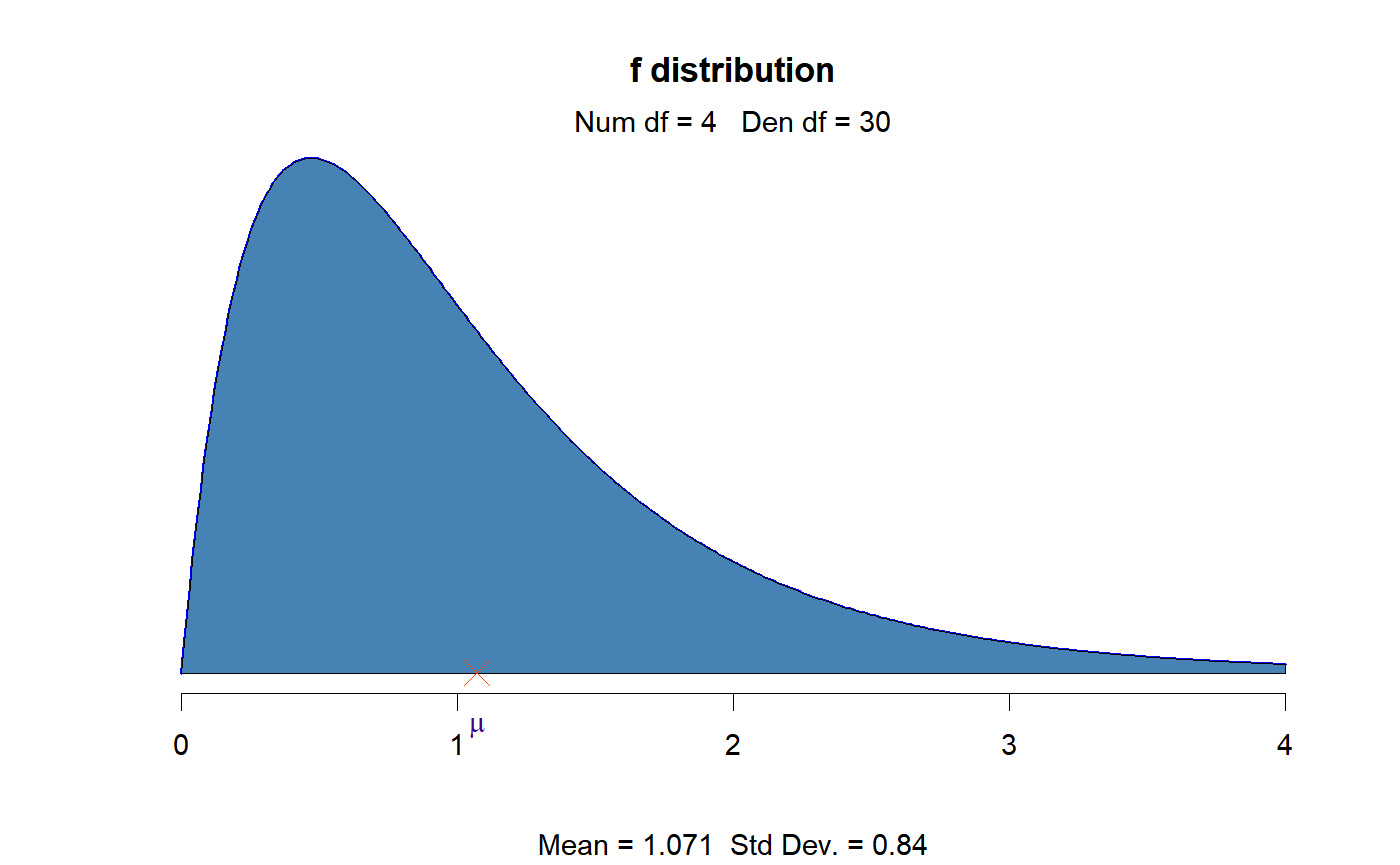 f distribution
Num df = 4   Den df = 30
μ
0 1 2 3 4
Mean = 1.071  Std Dev. = 0.84